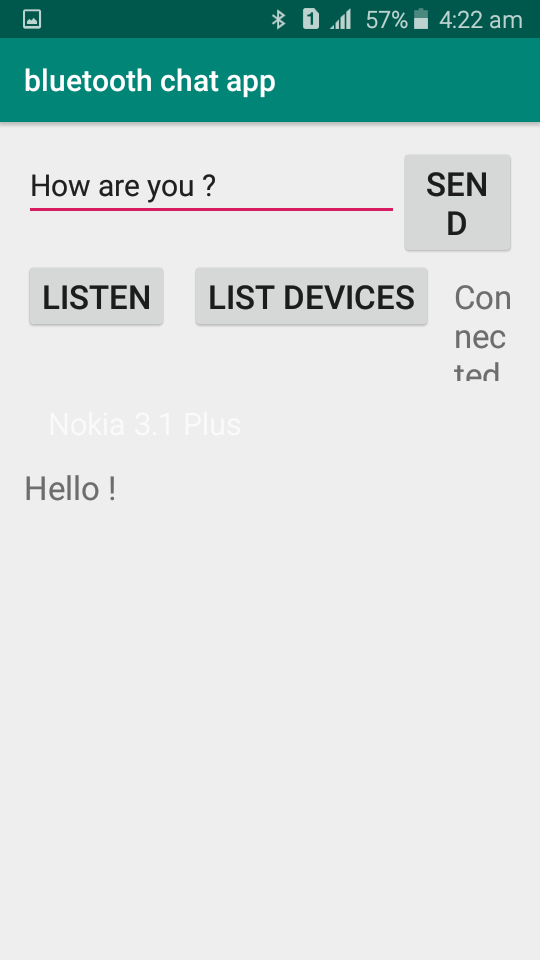 1 57% 4:22 am
bluetooth chat app
How are you ?
SEN
D
LISTEN
LIST DEVICES
Con
nec
ted
Nokia 3.1 Plus
Hello !